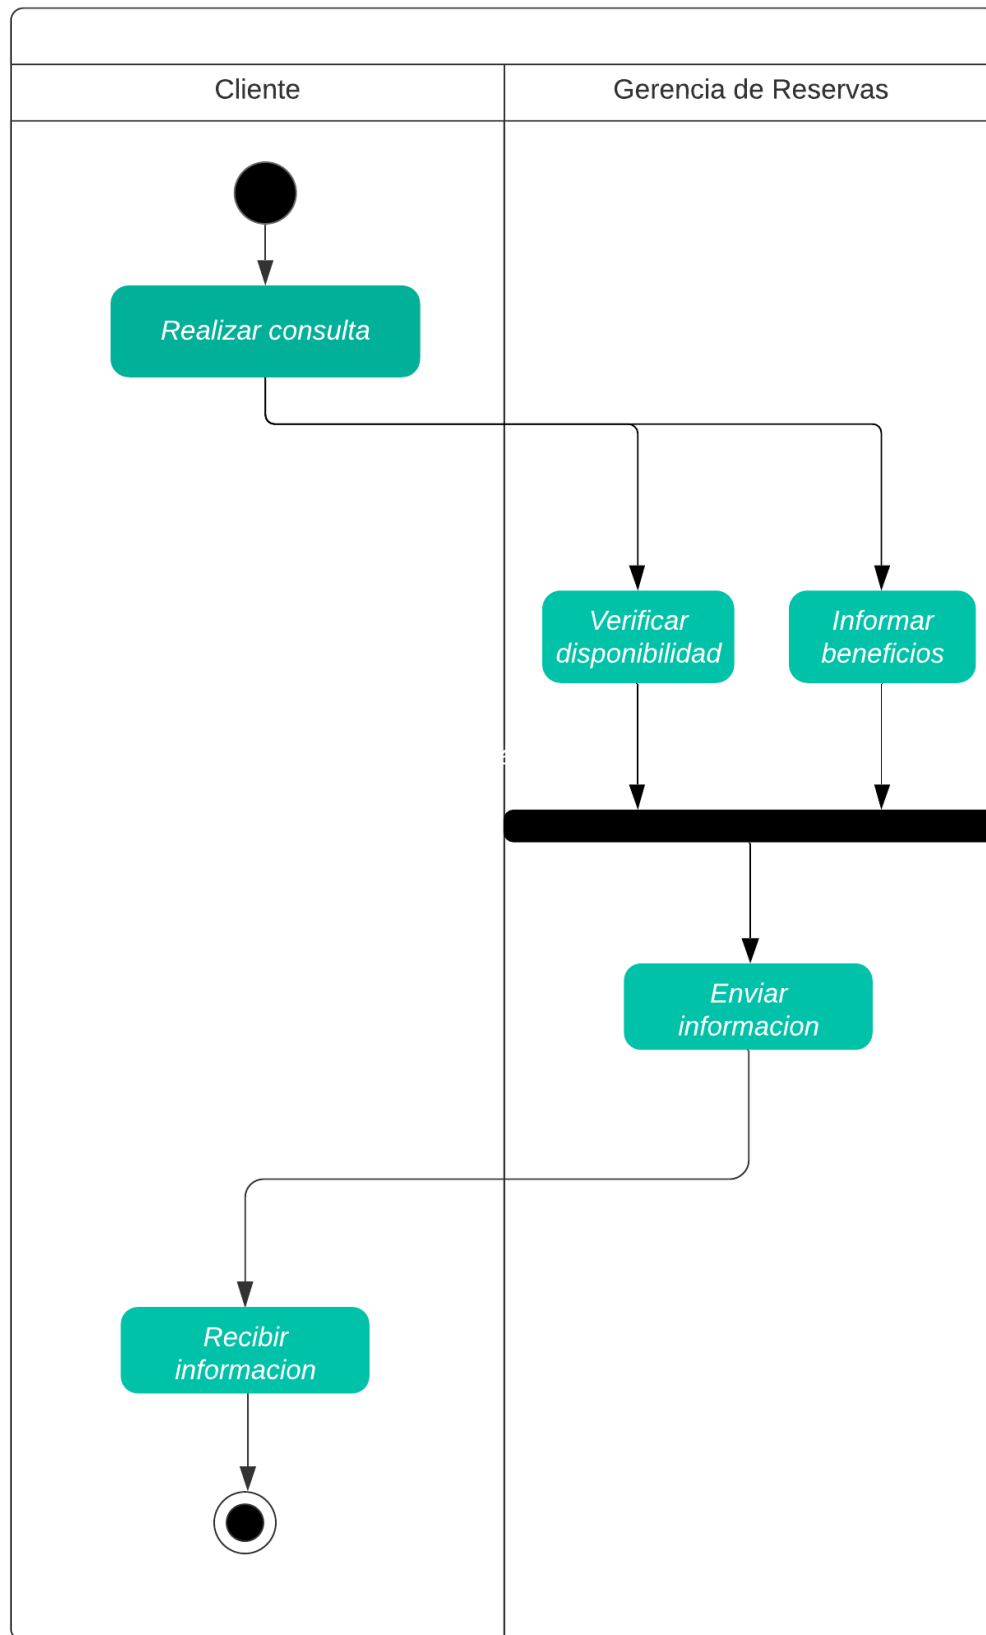 Cliente
Gerencia de Reservas
Realizar consulta
Verificar
disponibilidad
Informar
beneficios
Enviar
informacion
Recibir
informacion